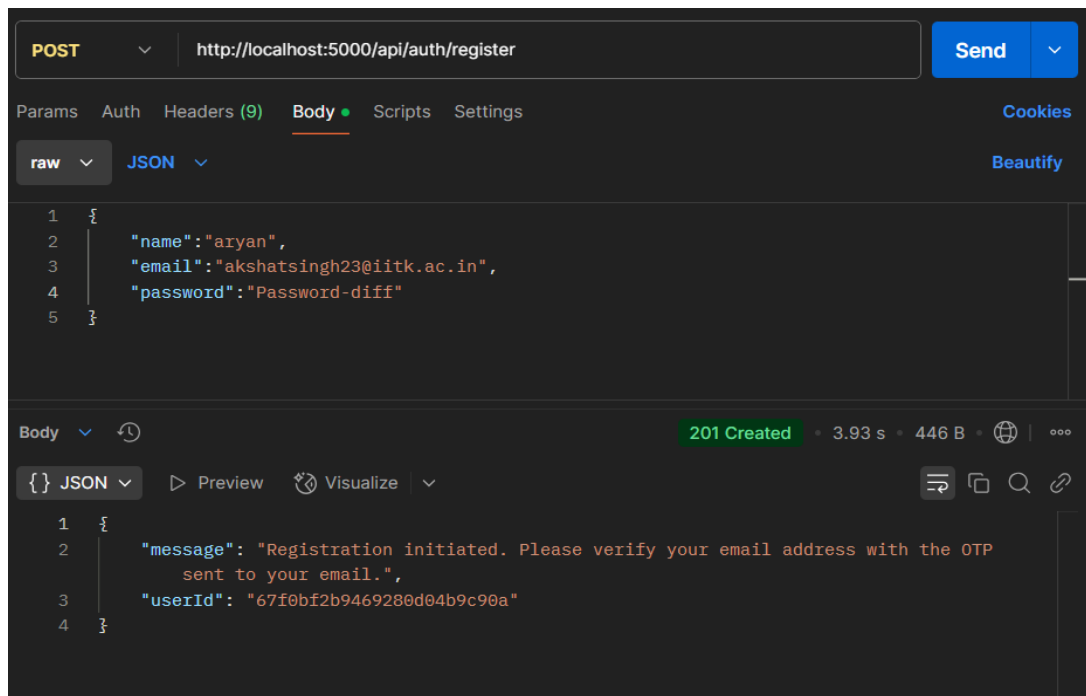 POST http://localhost:5000/api/auth/register Send
Params Auth Headers (9) Body Scripts Settings Cookies
raw JSON Beautify
1 {
2 "name":"aryan",
3 "email":"akshatsingh23@iitk.ac.in",
4 "password":"Password-diff"
5 }
Body 201 Created • 3.93 s • 446 B
{} JSON Preview Visualize
1 {
2 "message": "Registration initiated. Please verify your email address with the OTP
sent to your email.",
3 "userId": "67f0bf2b9469280d04b9c90a"
4 }